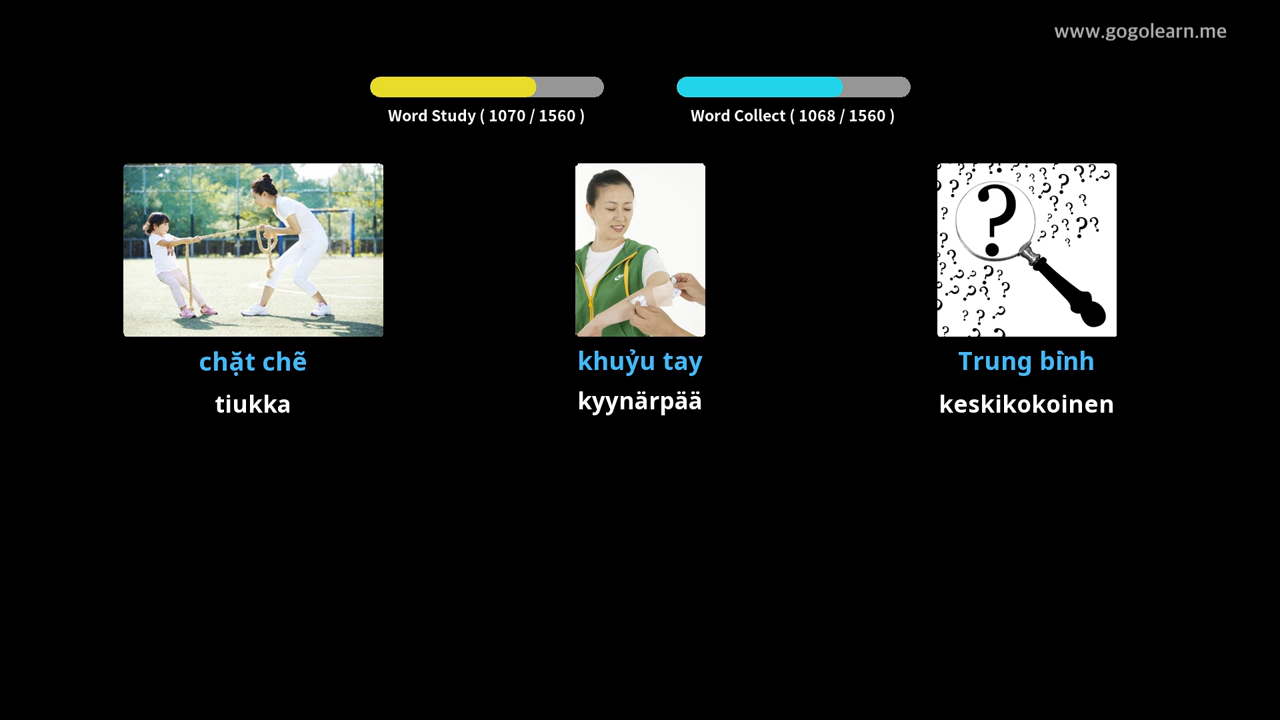 www.gogolearn.me
Word Study ( 1070 / 1560 )
Word Collect ( 1068 / 1560 )
chặt chẽ
khuỷu tay
Trung bình
tiukka
kyynärpää
keskikokoinen